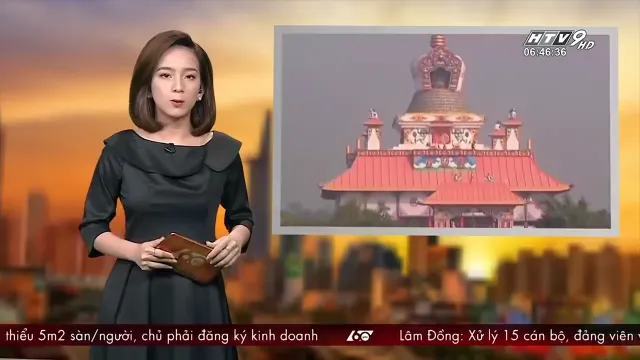 HTV9 HD
06:46:36
thiểu 5m2 sàn/người, chủ phải đăng ký kinh doanh
60
Lâm Đồng: Xử lý 15 cán bộ, đảng viên